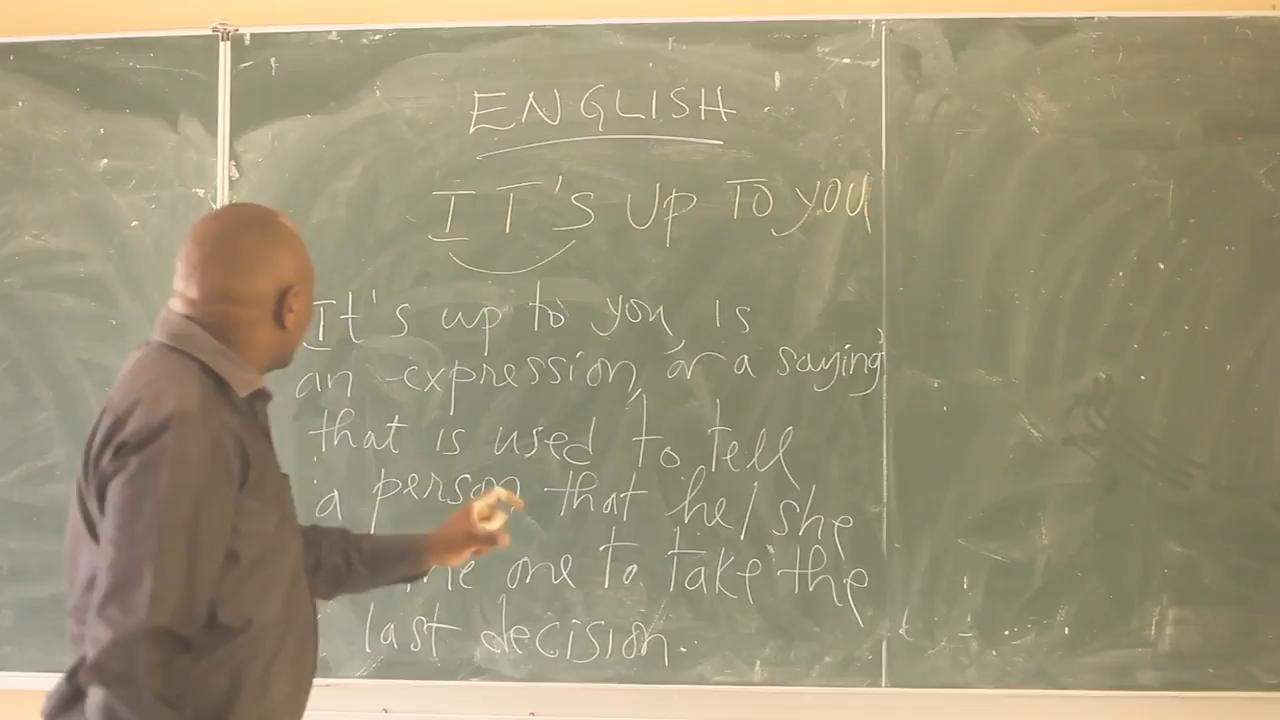 ENGLISH
IT'S UP TO YOU
It's up to you, is
an expression, or a saying
that is used to tell
a person that he/she
one to take the
last decision.